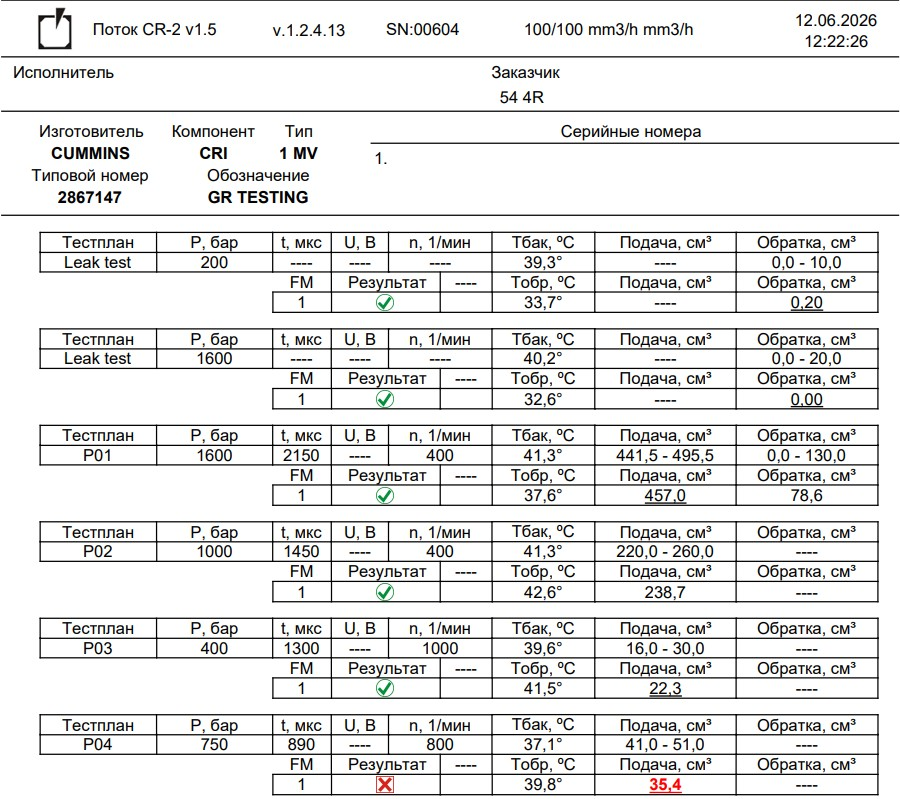 Поток CR-2 v1.5 v.1.2.4.13 SN:00604 100/100 mm3/h mm3/h 12.06.2026
12:22:26
Исполнитель Заказчик
54 4R
Изготовитель Компонент Тип Серийные номера
CUMMINS CRI 1 MV 1.
Типовой номер Обозначение
2867147 GR TESTING
Тестплан P, бар t, мкс U, В n, 1/мин Tбак, ºC Подача, см³ Обратка, см³
Leak test 200 ---- ---- ---- 39,3° ---- 0,0 - 10,0
FM Результат ---- Tобр, ºC Подача, см³ Обратка, см³
1 33,7° ---- 0,20
Тестплан P, бар t, мкс U, В n, 1/мин Tбак, ºC Подача, см³ Обратка, см³
Leak test 1600 ---- ---- ---- 40,2° ---- 0,0 - 20,0
FM Результат ---- Tобр, ºC Подача, см³ Обратка, см³
1 32,6° ---- 0,00
Тестплан P, бар t, мкс U, В n, 1/мин Tбак, ºC Подача, см³ Обратка, см³
P01 1600 2150 ---- 400 41,3° 441,5 - 495,5 0,0 - 130,0
FM Результат ---- Tобр, ºC Подача, см³ Обратка, см³
1 37,6° 457,0 78,6
Тестплан P, бар t, мкс U, В n, 1/мин Tбак, ºC Подача, см³ Обратка, см³
P02 1000 1450 ---- 400 41,3° 220,0 - 260,0 ----
FM Результат ---- Tобр, ºC Подача, см³ Обратка, см³
1 42,6° 238,7 ----
Тестплан P, бар t, мкс U, В n, 1/мин Tбак, ºC Подача, см³ Обратка, см³
P03 400 1300 ---- 1000 39,6° 16,0 - 30,0 ----
FM Результат ---- Tобр, ºC Подача, см³ Обратка, см³
1 41,5° 22,3 ----
Тестплан P, бар t, мкс U, В n, 1/мин Tбак, ºC Подача, см³ Обратка, см³
P04 750 890 ---- 800 37,1° 41,0 - 51,0 ----
FM Результат ---- Tобр, ºC Подача, см³ Обратка, см³
1 39,8° 35,4 ----